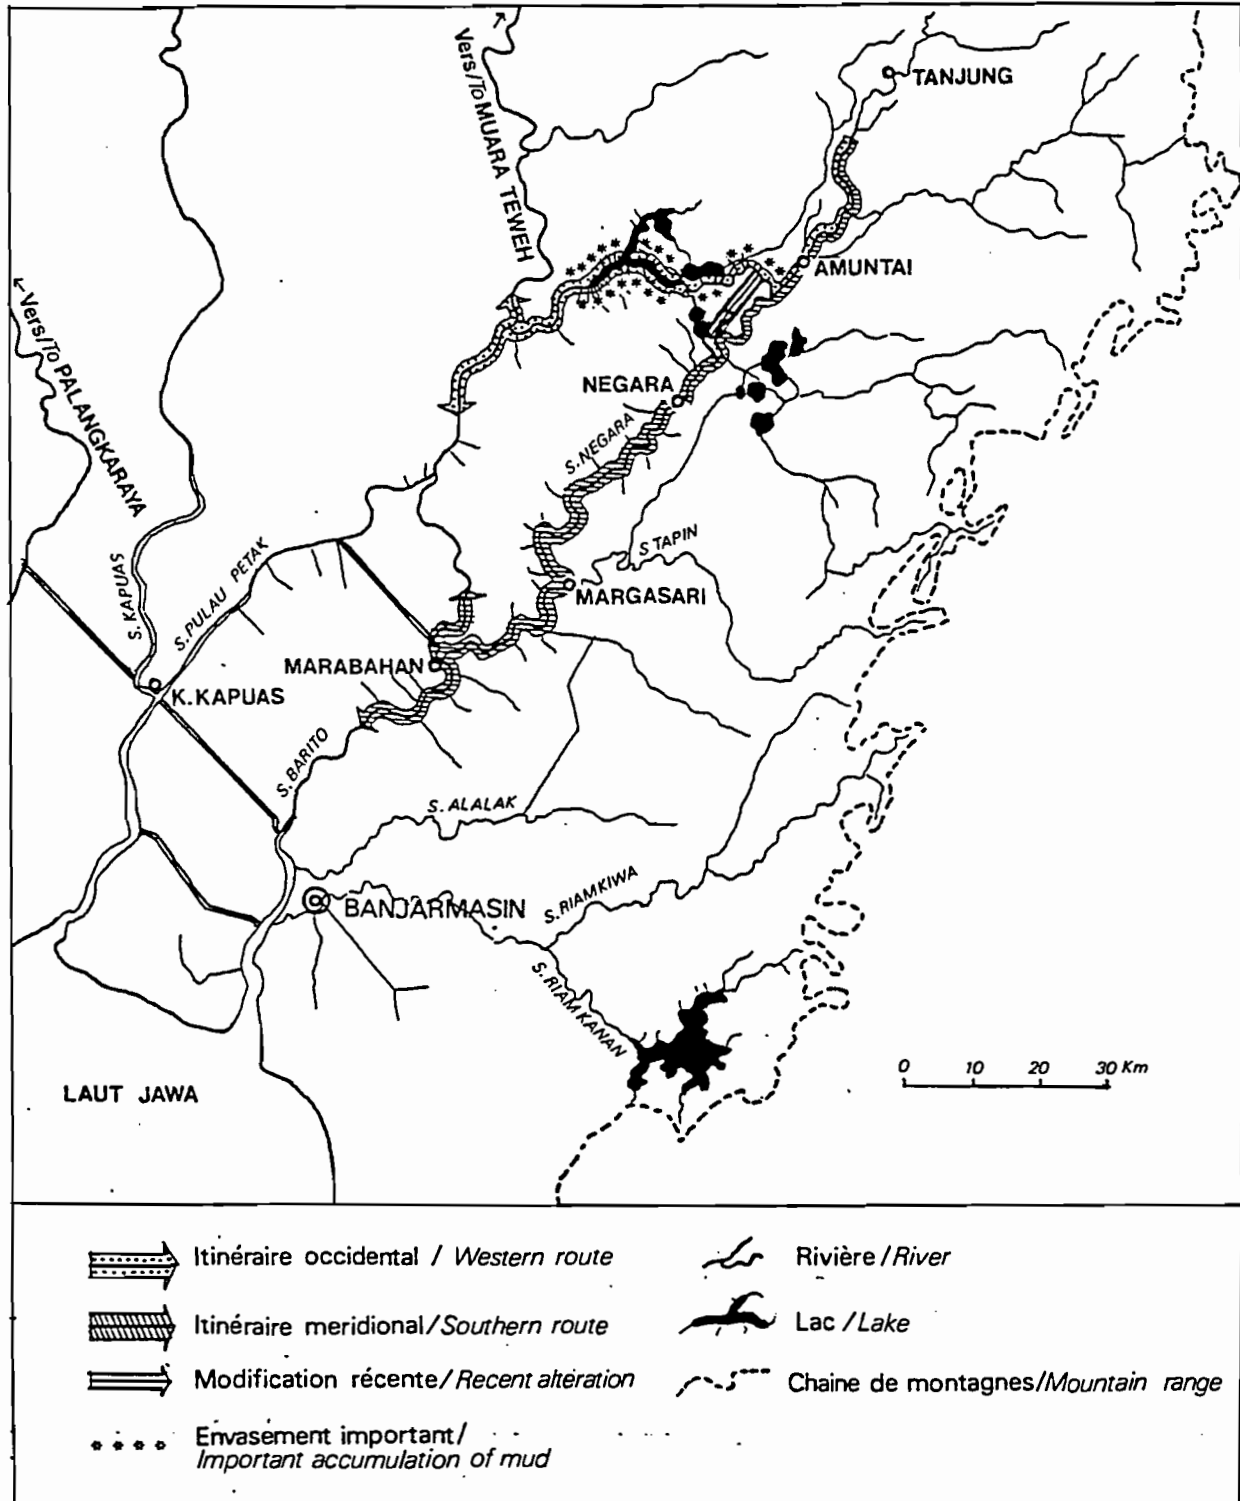 Vers/To MUARA TEWEH
TANJUNG
AMUNTAI
Vers/To PALANGKARAYA
NEGARA
S. NEGARA
S. KAPUAS
S. PULAU PETAK
S TAPIN
MARGASARI
MARABAHAN
K. KAPUAS
S. BARITO
S. ALALAK
S. RIAMKIWA
BANJARMASIN
S. RIAM KANAN
LAUT JAWA
0 10 20 30 Km
Itinéraire occidental / Western route
Itinéraire meridional/Southern route
Modification récente/Recent alteration
Envasement important/
Important accumulation of mud
Rivière/River
Lac/Lake
Chaine de montagnes/Mountain range